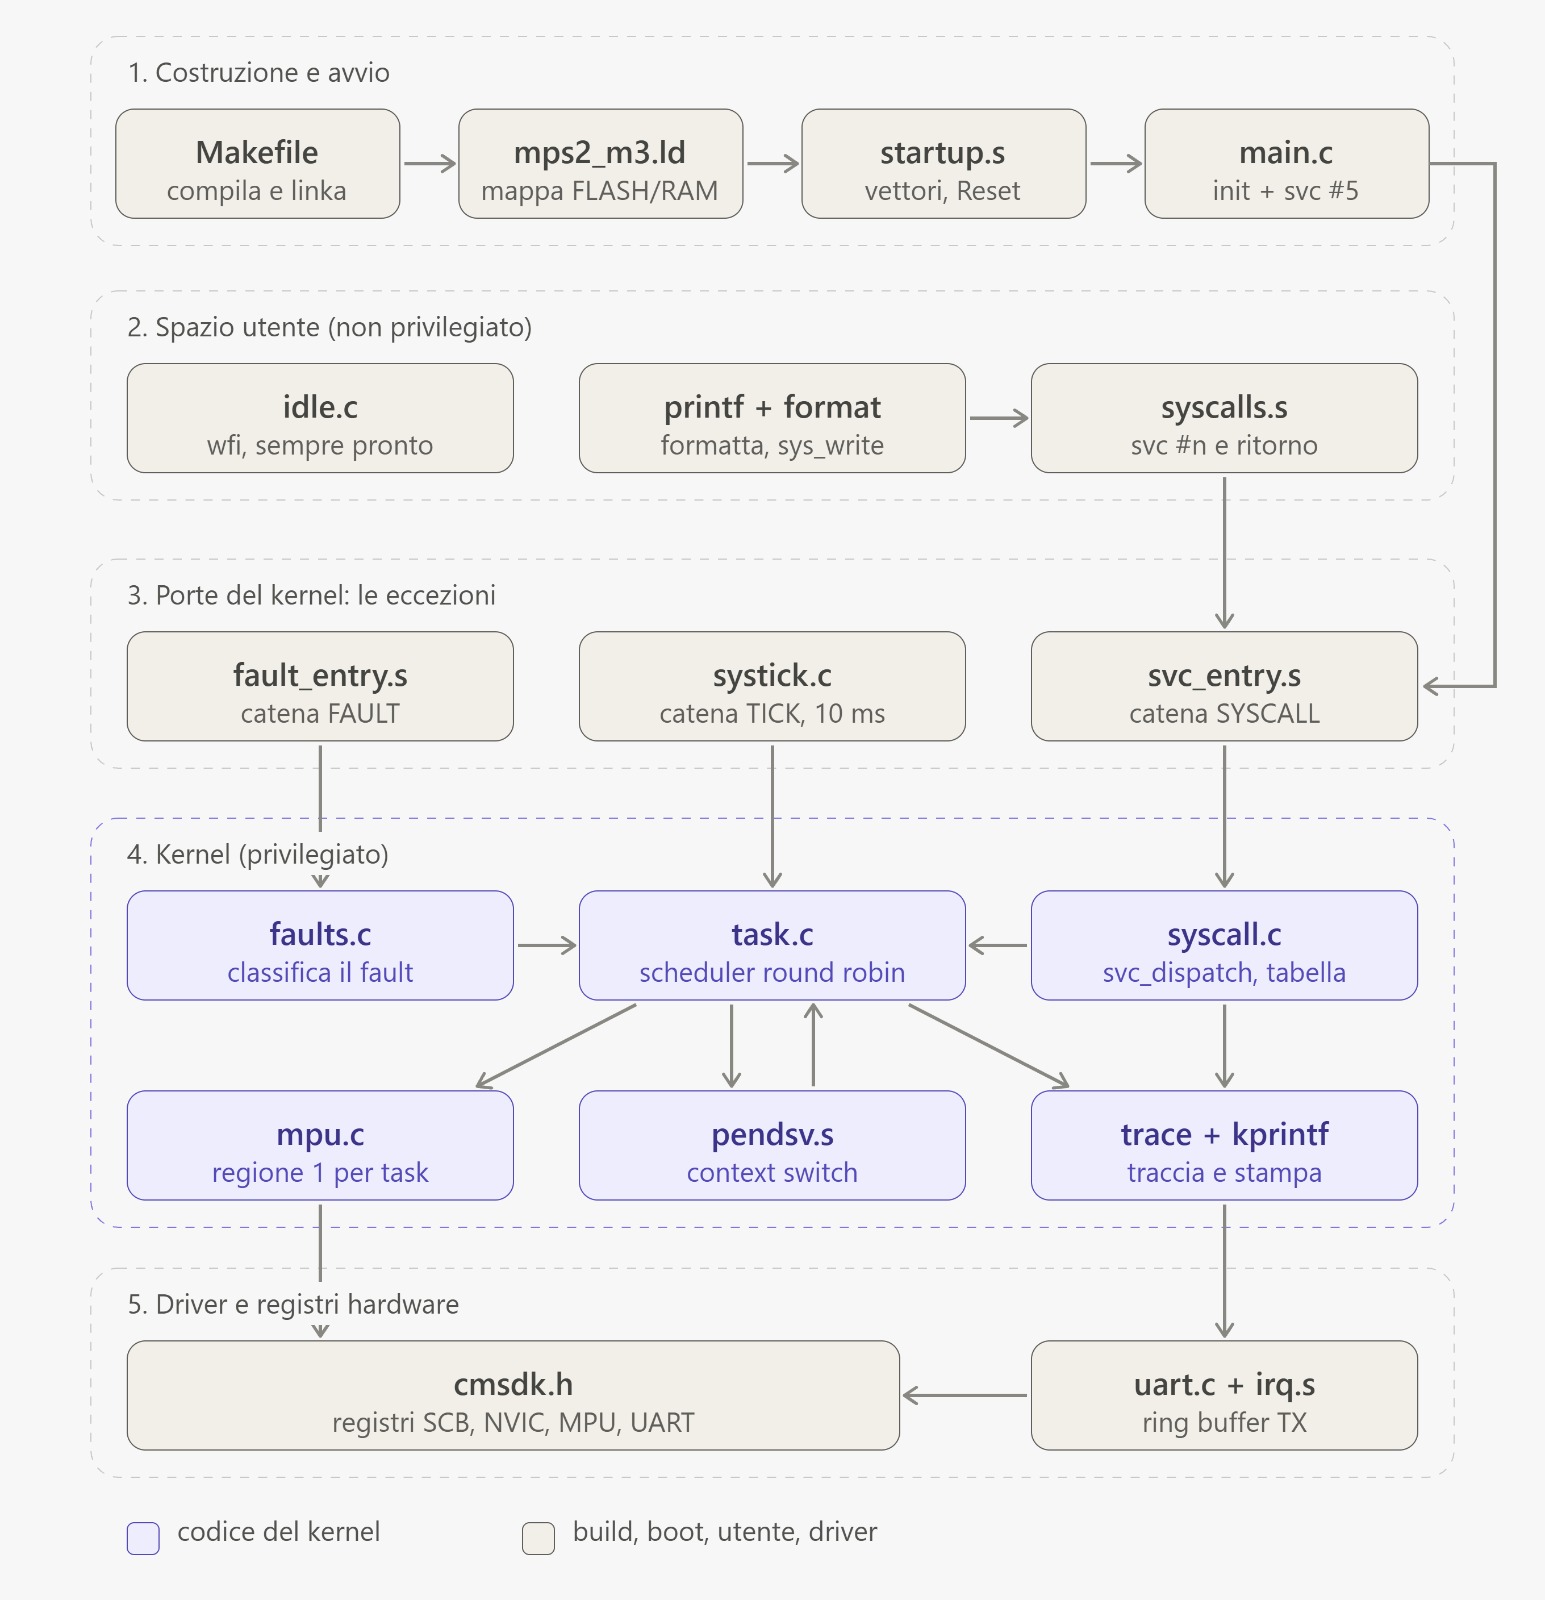 1. Costruzione e avvio
Makefile
compila e linka
mps2_m3.ld
mappa FLASH/RAM
startup.s
vettori, Reset
main.c
init + svc #5
2. Spazio utente (non privilegiato)
idle.c
wfi, sempre pronto
printf + format
formatta, sys_write
syscalls.s
svc #n e ritorno
3. Porte del kernel: le eccezioni
fault_entry.s
catena FAULT
systick.c
catena TICK, 10 ms
svc_entry.s
catena SYSCALL
4. Kernel (privilegiato)
faults.c
classifica il fault
task.c
scheduler round robin
syscall.c
svc_dispatch, tabella
mpu.c
regione 1 per task
pendsv.s
context switch
trace + kprintf
traccia e stampa
5. Driver e registri hardware
cmsdk.h
registri SCB, NVIC, MPU, UART
uart.c + irq.s
ring buffer TX
codice del kernel
build, boot, utente, driver